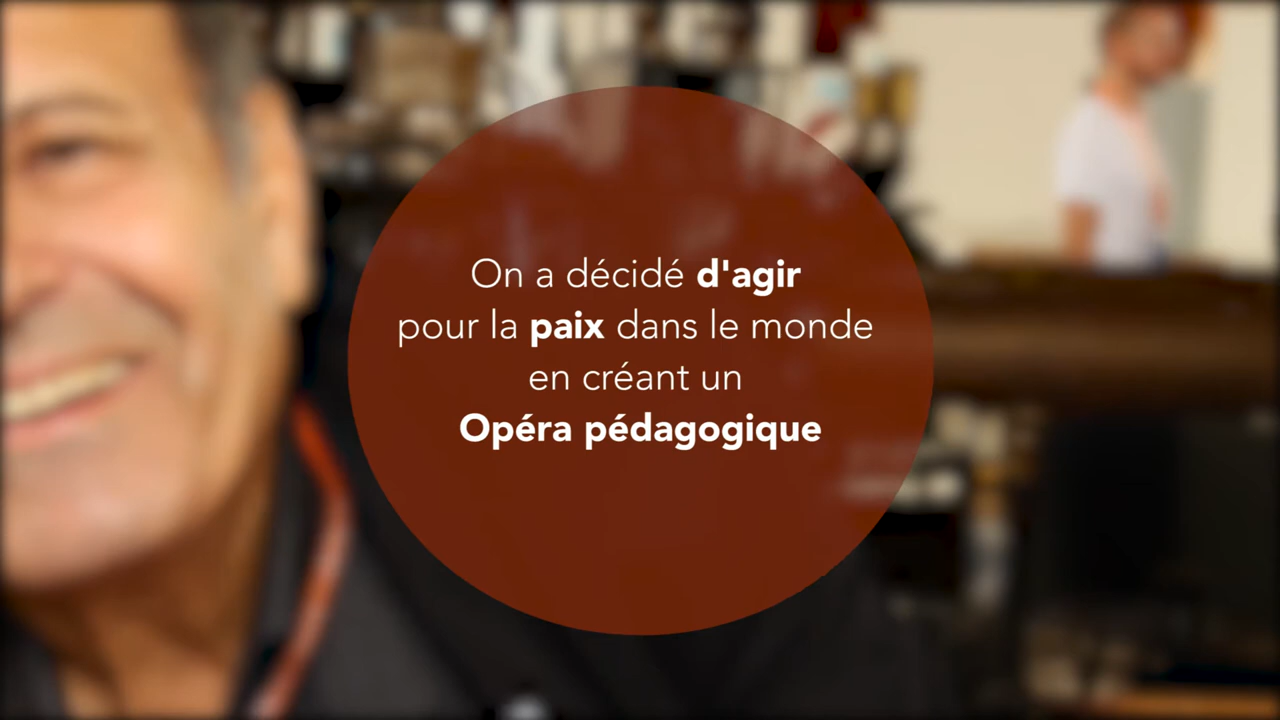 On a décidé d'agir
pour la paix dans le monde
en créant un
Opéra pédagogique